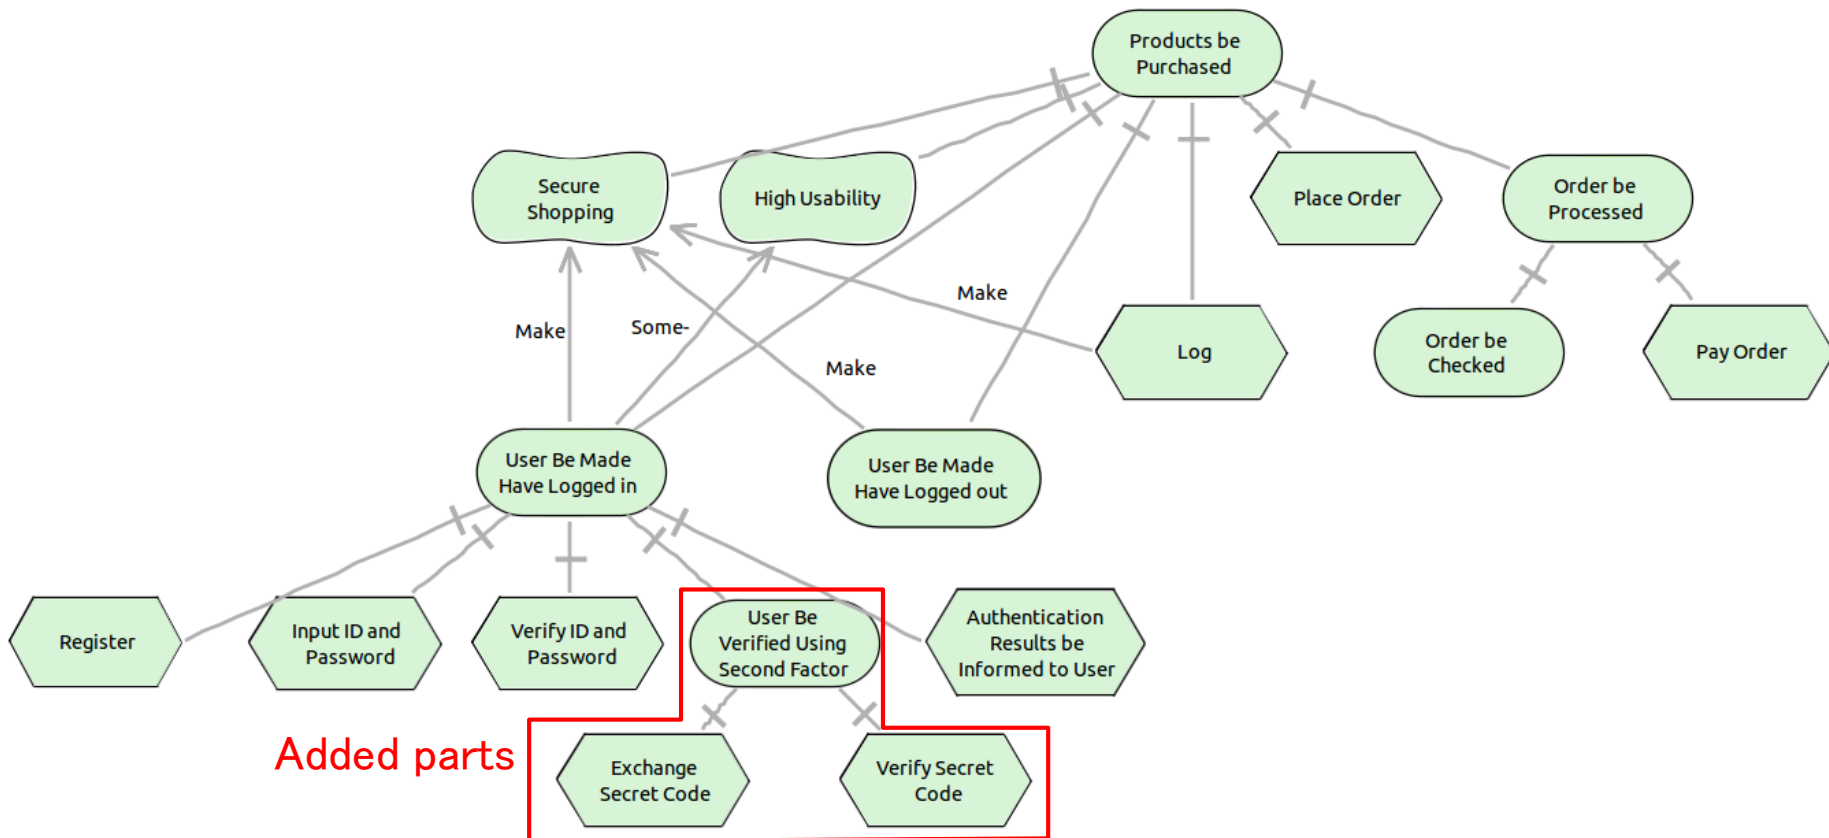 Products be
Purchased
Secure
Shopping
High Usability
Place Order
Order be
Processed
Make
Some-
Make
Make
Log
Order be
Checked
Pay Order
User Be Made
Have Logged in
User Be Made
Have Logged out
Register
Input ID and
Password
Verify ID and
Password
User Be
Verified Using
Second Factor
Authentication
Results be
Informed to User
Added parts
Exchange
Secret Code
Verify Secret
Code